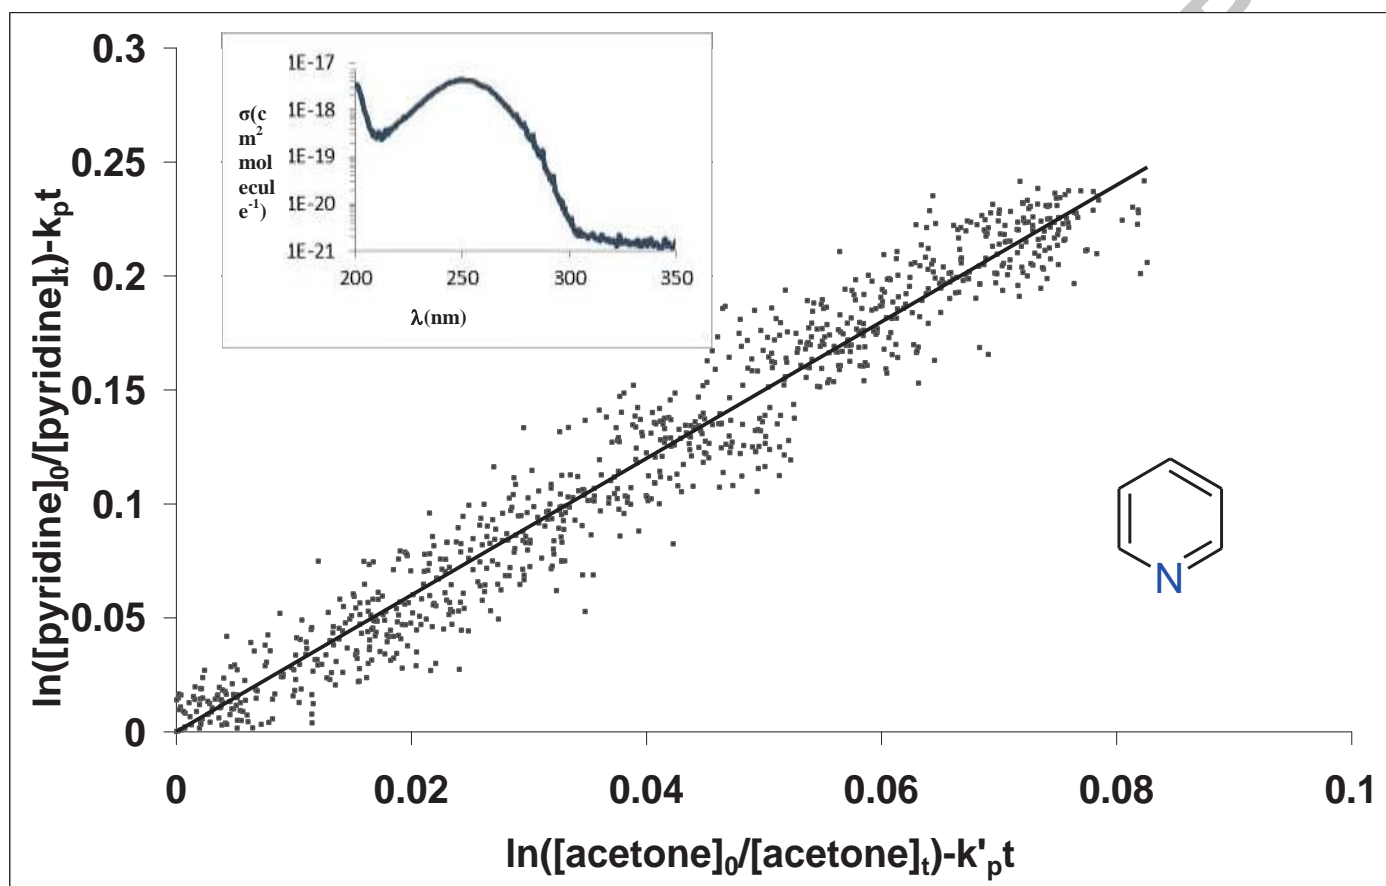 0.3
0.25
0.2
0.15
0.1
0.05
0
ln([pyridine]₀/[pyridine]ₜ)-kₚt
0
0.02
0.04
0.06
0.08
0.1
ln([acetone]₀/[acetone]ₜ)-k'ₚt
1E-17
1E-18
1E-19
1E-20
1E-21
σ(c
m²
mol
ecul
e⁻¹)
200
250
300
350
λ(nm)
N